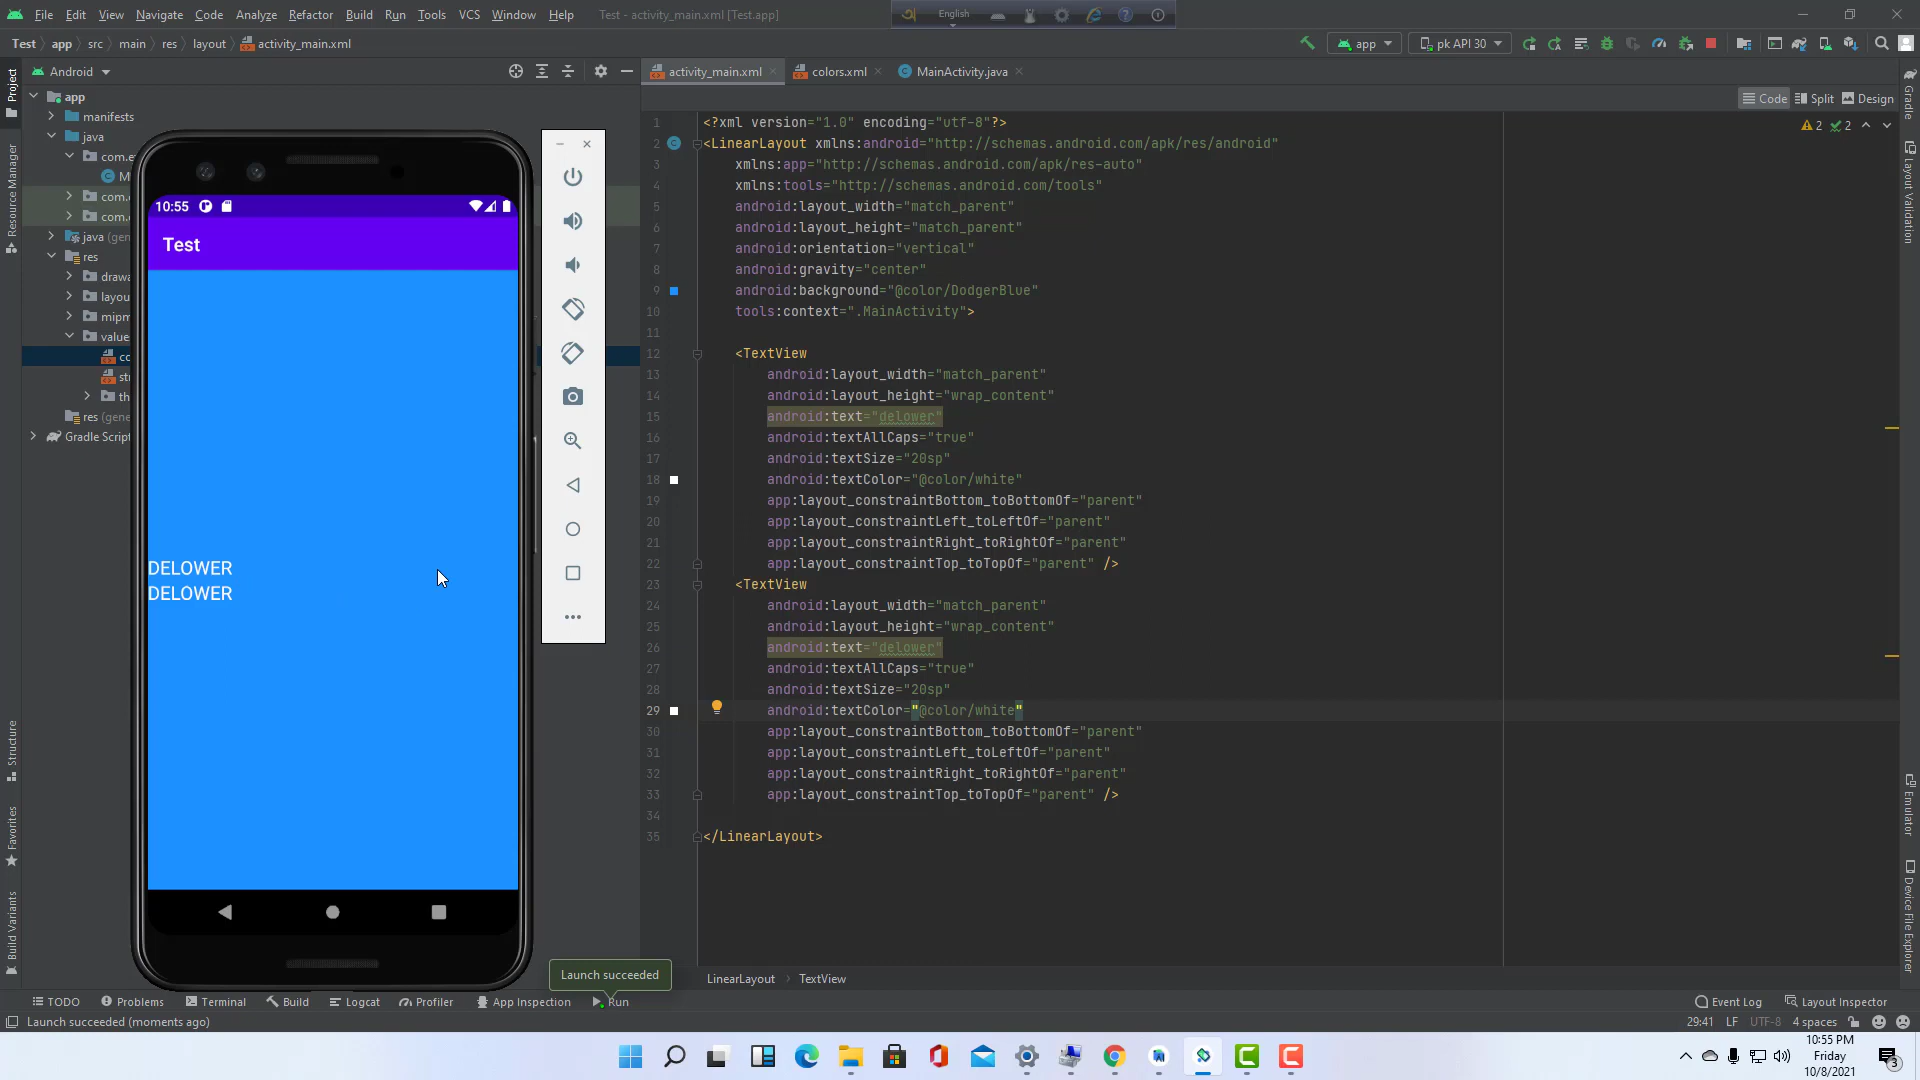 File Edit View Navigate Code Analyze Refactor Build Run Tools VCS Window Help Test - activity_main.xml [Test.app]
English
Test app src main res layout activity_main.xml
app pk API 30
Android
activity_main.xml colors.xml MainActivity.java
Code Split Design
2 2
Project
Resource Manager
Structure
Favorites
Build Variants
Gradle
Layout Validation
Emulator
Device File Explorer
app
manifests
java
com.e
M
com.
com.
java (gen
res
drawa
layou
mipm
value
co
str
th
res (gene
Gradle Script
10:55
Test
DELOWER
DELOWER
1 <?xml version="1.0" encoding="utf-8"?>
2 <LinearLayout xmlns:android="http://schemas.android.com/apk/res/android"
3 xmlns:app="http://schemas.android.com/apk/res-auto"
4 xmlns:tools="http://schemas.android.com/tools"
5 android:layout_width="match_parent"
6 android:layout_height="match_parent"
7 android:orientation="vertical"
8 android:gravity="center"
9 android:background="@color/DodgerBlue"
10 tools:context=".MainActivity">
11
12 <TextView
13 android:layout_width="match_parent"
14 android:layout_height="wrap_content"
15 android:text="delower"
16 android:textAllCaps="true"
17 android:textSize="20sp"
18 android:textColor="@color/white"
19 app:layout_constraintBottom_toBottomOf="parent"
20 app:layout_constraintLeft_toLeftOf="parent"
21 app:layout_constraintRight_toRightOf="parent"
22 app:layout_constraintTop_toTopOf="parent" />
23 <TextView
24 android:layout_width="match_parent"
25 android:layout_height="wrap_content"
26 android:text="delower"
27 android:textAllCaps="true"
28 android:textSize="20sp"
29 android:textColor="@color/white"
30 app:layout_constraintBottom_toBottomOf="parent"
31 app:layout_constraintLeft_toLeftOf="parent"
32 app:layout_constraintRight_toRightOf="parent"
33 app:layout_constraintTop_toTopOf="parent" />
34
35 </LinearLayout>
LinearLayout TextView
Launch succeeded
TODO Problems Terminal Build Logcat Profiler App Inspection Run Event Log Layout Inspector
Launch succeeded (moments ago) 29:41 LF UTF-8 4 spaces
10:55 PM
Friday
10/8/2021
3